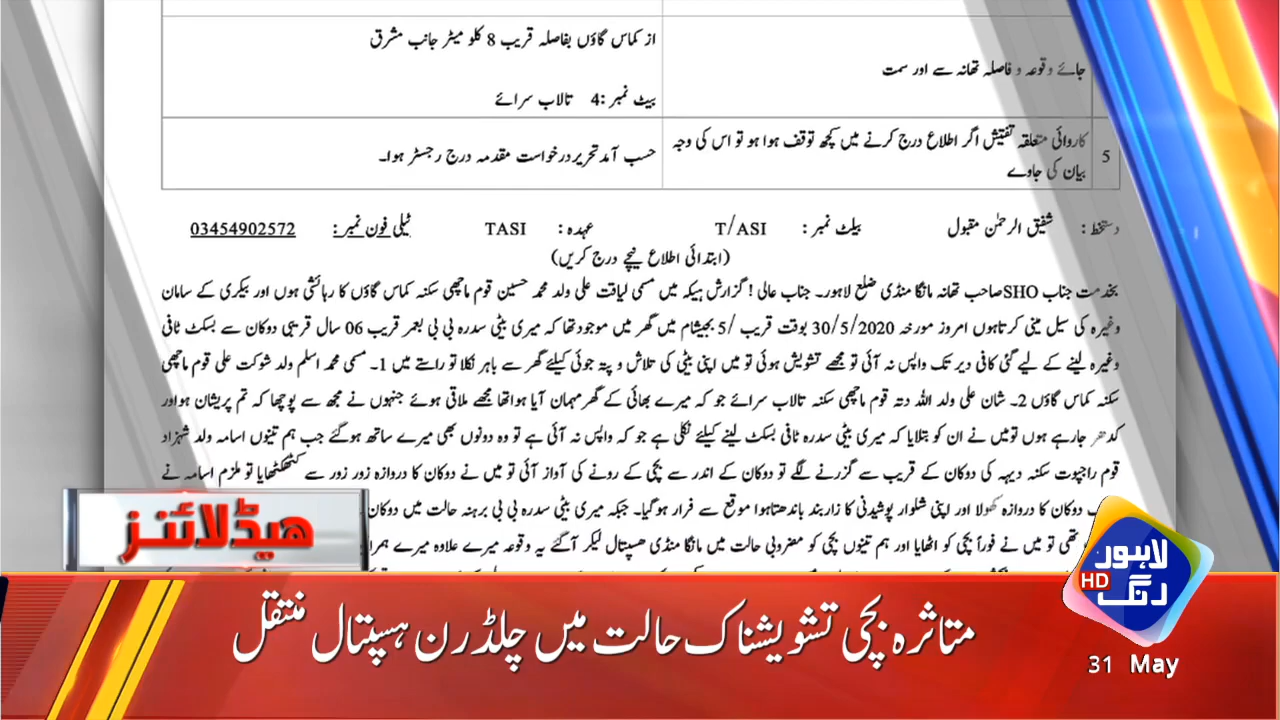 از کماس گاؤں بفاصلہ قریب 8 کلو میٹر جانب مشرق
جائے وقوعہ و فاصلہ تھانہ سے اور سمت
بیٹ نمبر :4 تالاب سرائے
5
کاروائی متعلقہ تفتیش اگر اطلاع درج کرنے میں کچھ توقف ہوا ہو تو اس کی وجہ
بیان کی جاوے
حسب آمد تحریر درخواست مقدمہ درج رجسٹر ہوا۔
دستخط : شفیق الرحمٰن مقبول بیلٹ نمبر : T/ASI عہدہ : TASI ٹیلی فون نمبر : 03454902572
(ابتدائی اطلاع نیچے درج کریں)
بخدمت جناب SHO صاحب تھانہ مانگا منڈی ضلع لاہور۔ جناب عالی ! گزارش ہیکہ میں مسمی لیاقت علی ولد محمد حسین قوم ماچھی سکنہ کماس گاؤں کا رہائشی ہوں اور بیکری کے سامان
وغیرہ کی سیل مینی کرتاہوں امروز مورخہ 30/5/2020 بوقت قریب /5 بجیشام میں گھر میں موجود تھا کہ میری بیٹی سدرہ بی بی بعمر قریب 06 سال قریبی دوکان سے بسکٹ ٹافی
وغیرہ لینے کے لیے گئی کافی دیر تک واپس نہ آئی تو مجھے تشویش ہوئی تو میں اپنی بیٹی کی تلاش و پتہ جوئی کیلئے گھر سے باہر نکلا تو راستے میں 1۔ مسمی محمد اسلم ولد شوکت علی قوم ماچھی
سکنہ کماس گاؤں 2۔ شان علی ولد اللہ دتہ قوم ماچھی سکنہ تالاب سرائے جو کہ میرے بھائی کے گھر مہمان آیا ہوا تھا مجھے ملاقی ہوئے جنہوں نے مجھ سے پوچھا کہ تم پریشان ہو اور
کدھر جارہے ہوں تو میں نے ان کو بتلایا کہ میری بیٹی سدرہ ٹافی بسکٹ لینے کیلئے نکلی ہے جو کہ واپس نہ آئی ہے تو وہ دونوں بھی میرے ساتھ ہوگئے جب ہم تینوں اسامہ ولد شہزاد
قوم راجپوت سکنہ دیہہ کی دوکان کے قریب سے گزرنے لگے تو دوکان کے اندر سے بچی کے رونے کی آواز آئی تو میں نے دوکان کا دروازہ زور زور سے کھٹکھٹایا تو ملزم اسامہ نے
دوکان کا دروازہ کھولا اور اپنی شلوار پوشیدنی کا زاربند باندھتا ہوا موقع سے فرار ہوگیا۔ جبکہ میری بیٹی سدرہ بی بی برہنہ حالت میں دوکان
تھی تو میں نے فوراً بچی کو اٹھایا اور ہم تینوں بچی کو مضروبی حالت میں مانگا منڈی ھسپتال لیکر آگئے یہ وقوعہ میرے علاوہ میرے
ہیڈلائنز
لاہور
رنگ
HD
متاثرہ بچی تشویشناک حالت میں چلڈرن ہسپتال منتقل
31 May